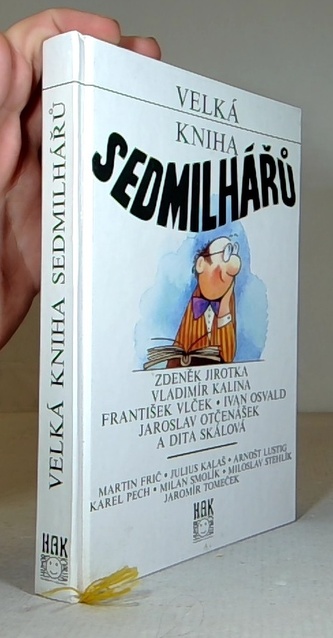 VELKÁ
KNIHA
SEDMILHÁŘŮ
ZDENĚK JIROTKA
VLADIMÍR KALINA
FRANTIŠEK VLČEK • IVAN OSVALD
JAROSLAV OTČENÁŠEK
A DITA SKÁLOVÁ
MARTIN FRIČ • JULIUS KALAŠ • ARNOŠT LUSTIG
KAREL PECH • MILAN SMOLÍK • MILOSLAV STEHLÍK
JAROMÍR TOMEČEK
HAK
VELKÁ KNIHA SEDMILHÁŘŮ
HAK